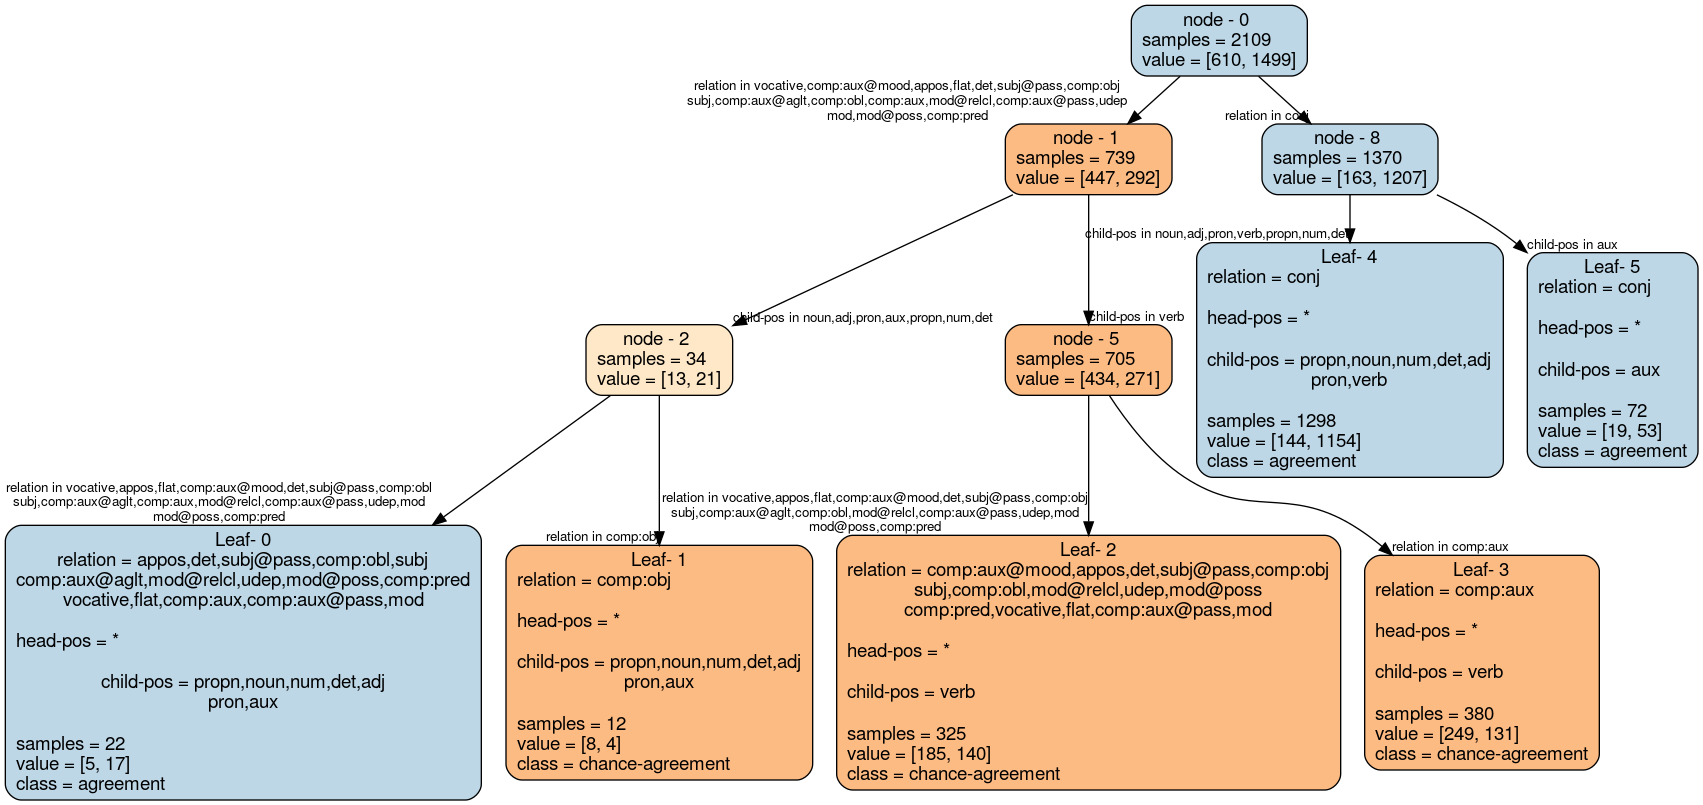 node - 0
samples = 2109
value = [610, 1499]
relation in vocative,comp:aux@mood,appos,flat,det,subj@pass,comp:obj
subj,comp:aux@aglt,comp:obl,comp:aux,mod@relcl,comp:aux@pass,udep
mod,mod@poss,comp:pred
relation in conj
node - 1
samples = 739
value = [447, 292]
node - 8
samples = 1370
value = [163, 1207]
child-pos in noun,adj,pron,aux,propn,num,det
child-pos in verb
child-pos in noun,adj,pron,verb,propn,num,det
child-pos in aux
node - 2
samples = 34
value = [13, 21]
node - 5
samples = 705
value = [434, 271]
Leaf- 4
relation = conj
head-pos = *
child-pos = propn,noun,num,det,adj
pron,verb
samples = 1298
value = [144, 1154]
class = agreement
Leaf- 5
relation = conj
head-pos = *
child-pos = aux
samples = 72
value = [19, 53]
class = agreement
relation in vocative,appos,flat,comp:aux@mood,det,subj@pass,comp:obl
subj,comp:aux@aglt,comp:aux,mod@relcl,comp:aux@pass,udep,mod
mod@poss,comp:pred
relation in comp:obj
relation in vocative,appos,flat,comp:aux@mood,det,subj@pass,comp:obj
subj,comp:aux@aglt,comp:obl,mod@relcl,comp:aux@pass,udep,mod
mod@poss,comp:pred
relation in comp:aux
Leaf- 0
relation = appos,det,subj@pass,comp:obl,subj
comp:aux@aglt,mod@relcl,udep,mod@poss,comp:pred
vocative,flat,comp:aux,comp:aux@pass,mod
head-pos = *
child-pos = propn,noun,num,det,adj
pron,aux
samples = 22
value = [5, 17]
class = agreement
Leaf- 1
relation = comp:obj
head-pos = *
child-pos = propn,noun,num,det,adj
pron,aux
samples = 12
value = [8, 4]
class = chance-agreement
Leaf- 2
relation = comp:aux@mood,appos,det,subj@pass,comp:obj
subj,comp:obl,mod@relcl,udep,mod@poss
comp:pred,vocative,flat,comp:aux@pass,mod
head-pos = *
child-pos = verb
samples = 325
value = [185, 140]
class = chance-agreement
Leaf- 3
relation = comp:aux
head-pos = *
child-pos = verb
samples = 380
value = [249, 131]
class = chance-agreement